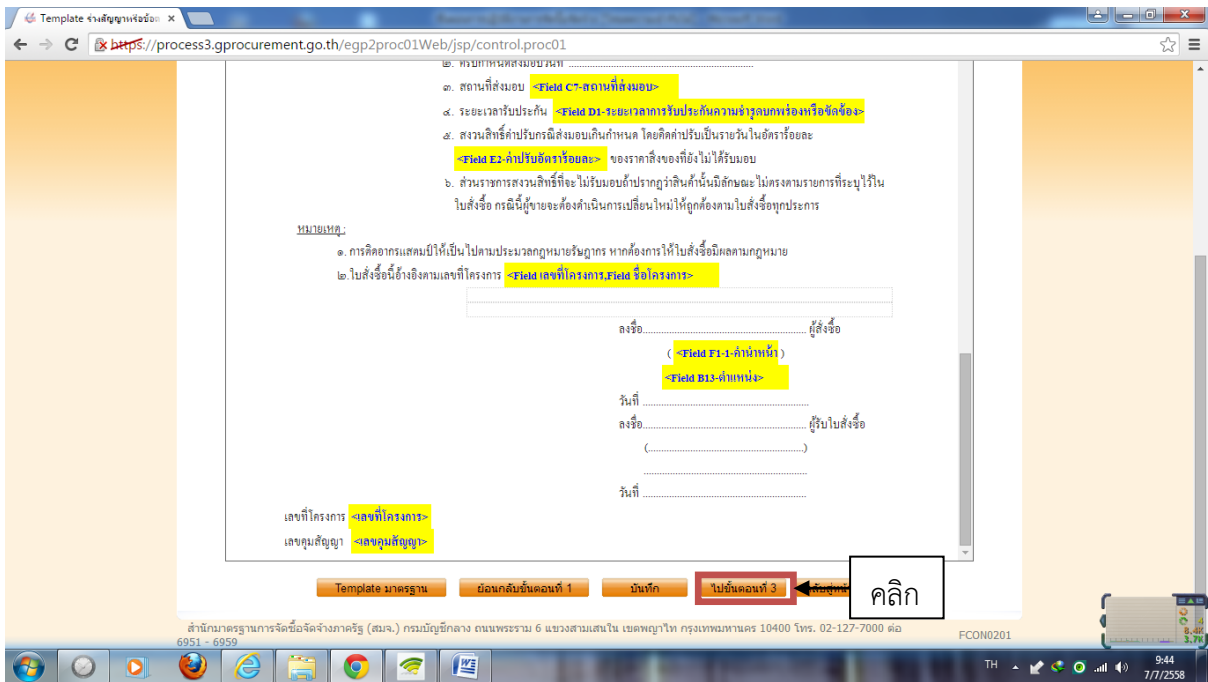 Template ร่างสัญญาหรือข้อต
https://process3.gprocurement.go.th/egp2proc01Web/jsp/control.proc01
๒. ครบกำหนดส่งมอบวันที่
๓. สถานที่ส่งมอบ <Field C7-สถานที่ส่งมอบ>
๔. ระยะเวลารับประกัน <Field D1-ระยะเวลาการรับประกันความชำรุดบกพร่องหรือขัดข้อง>
๕. สงวนสิทธิ์ค่าปรับกรณีส่งมอบเกินกำหนด โดยคิดค่าปรับเป็นรายวันในอัตราร้อยละ
<Field E2-ค่าปรับอัตราร้อยละ> ของราคาสิ่งของที่ยังไม่ได้รับมอบ
๖. ส่วนราชการสงวนสิทธิ์ที่จะไม่รับมอบถ้าปรากฏว่าสินค้านั้นมีลักษณะไม่ตรงตามรายการที่ระบุไว้ใน
ใบสั่งซื้อ กรณีนี้ผู้ขายจะต้องดำเนินการเปลี่ยนใหม่ให้ถูกต้องตามใบสั่งซื้อทุกประการ
หมายเหตุ :
๑. การติดอากรแสตมป์ให้เป็นไปตามประมวลกฎหมายรัษฎากร หากต้องการให้ใบสั่งซื้อมีผลตามกฎหมาย
๒.ใบสั่งซื้อนี้อ้างอิงตามเลขที่โครงการ <Field เลขที่โครงการ,Field ชื่อโครงการ>
ลงชื่อ.................................................... ผู้สั่งซื้อ
( <Field F1-1-คำนำหน้า )
<Field B13-ตำแหน่ง>
วันที่ ....................................................
ลงชื่อ.................................................... ผู้รับใบสั่งซื้อ
(....................................................)
....................................................
วันที่ ....................................................
เลขที่โครงการ <เลขที่โครงการ>
เลขคุมสัญญา <เลขคุมสัญญา>
Template มาตรฐาน ย้อนกลับขั้นตอนที่ 1 บันทึก ไปขั้นตอนที่ 3 คลิก
สำนักมาตรฐานการจัดซื้อจัดจ้างภาครัฐ (สมจ.) กรมบัญชีกลาง ถนนพระราม 6 แขวงสามเสนใน เขตพญาไท กรุงเทพมหานคร 10400 โทร. 02-127-7000 ต่อ
6951 - 6959
FCON0201
8.4K
3.7K
TH
9:44
7/7/2558